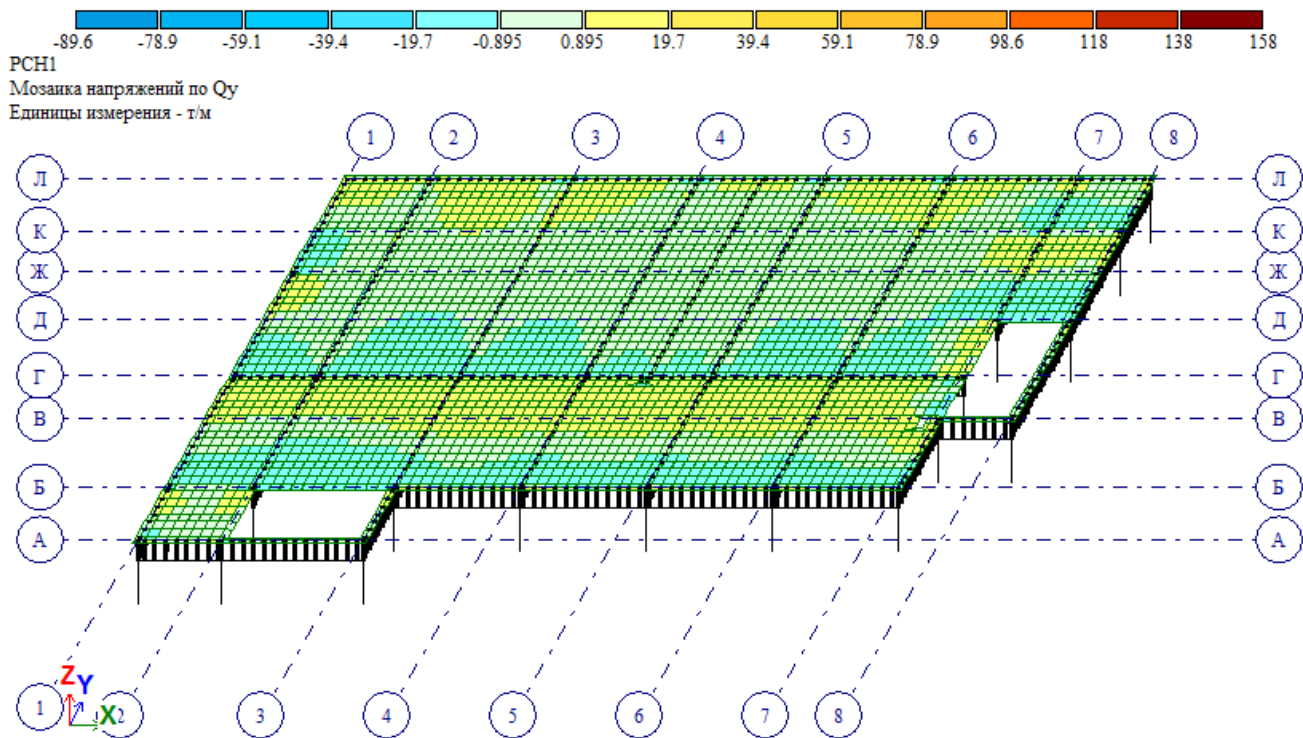 -89.6 -78.9 -59.1 -39.4 -19.7 -0.895 0.895 19.7 39.4 59.1 78.9 98.6 118 138 158
РСН1
Мозаика напряжений по Qy
Единицы измерения - т/м
1 2 3 4 5 6 7 8
Л Л
К К
Ж Ж
Д Д
Г Г
В В
Б Б
А А
Z Y
X
1 2 3 4 5 6 7 8